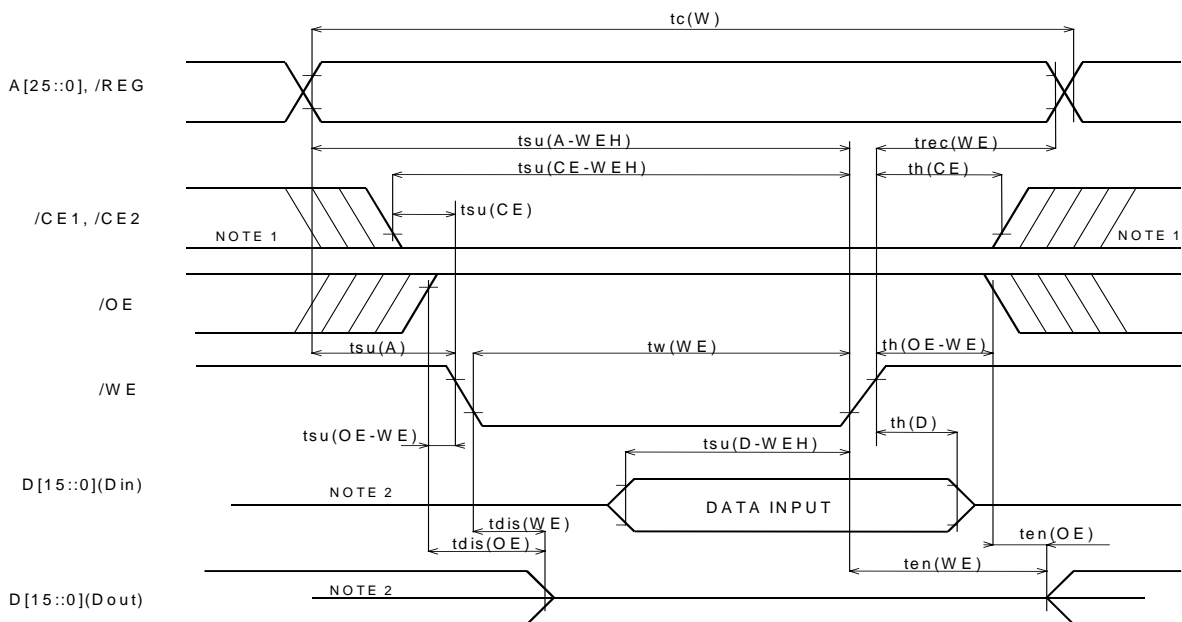 tc(W)
A[25::0], /REG
tsu(A-WEH)
trec(WE)
tsu(CE-WEH)
th(CE)
tsu(CE)
/CE1, /CE2
NOTE 1
NOTE 1
/OE
tsu(A)
tw(WE)
th(OE-WE)
/WE
tsu(OE-WE)
tsu(D-WEH)
th(D)
D[15::0](Din)
NOTE 2
DATA INPUT
tdis(WE)
tdis(OE)
ten(OE)
ten(WE)
D[15::0](Dout)
NOTE 2